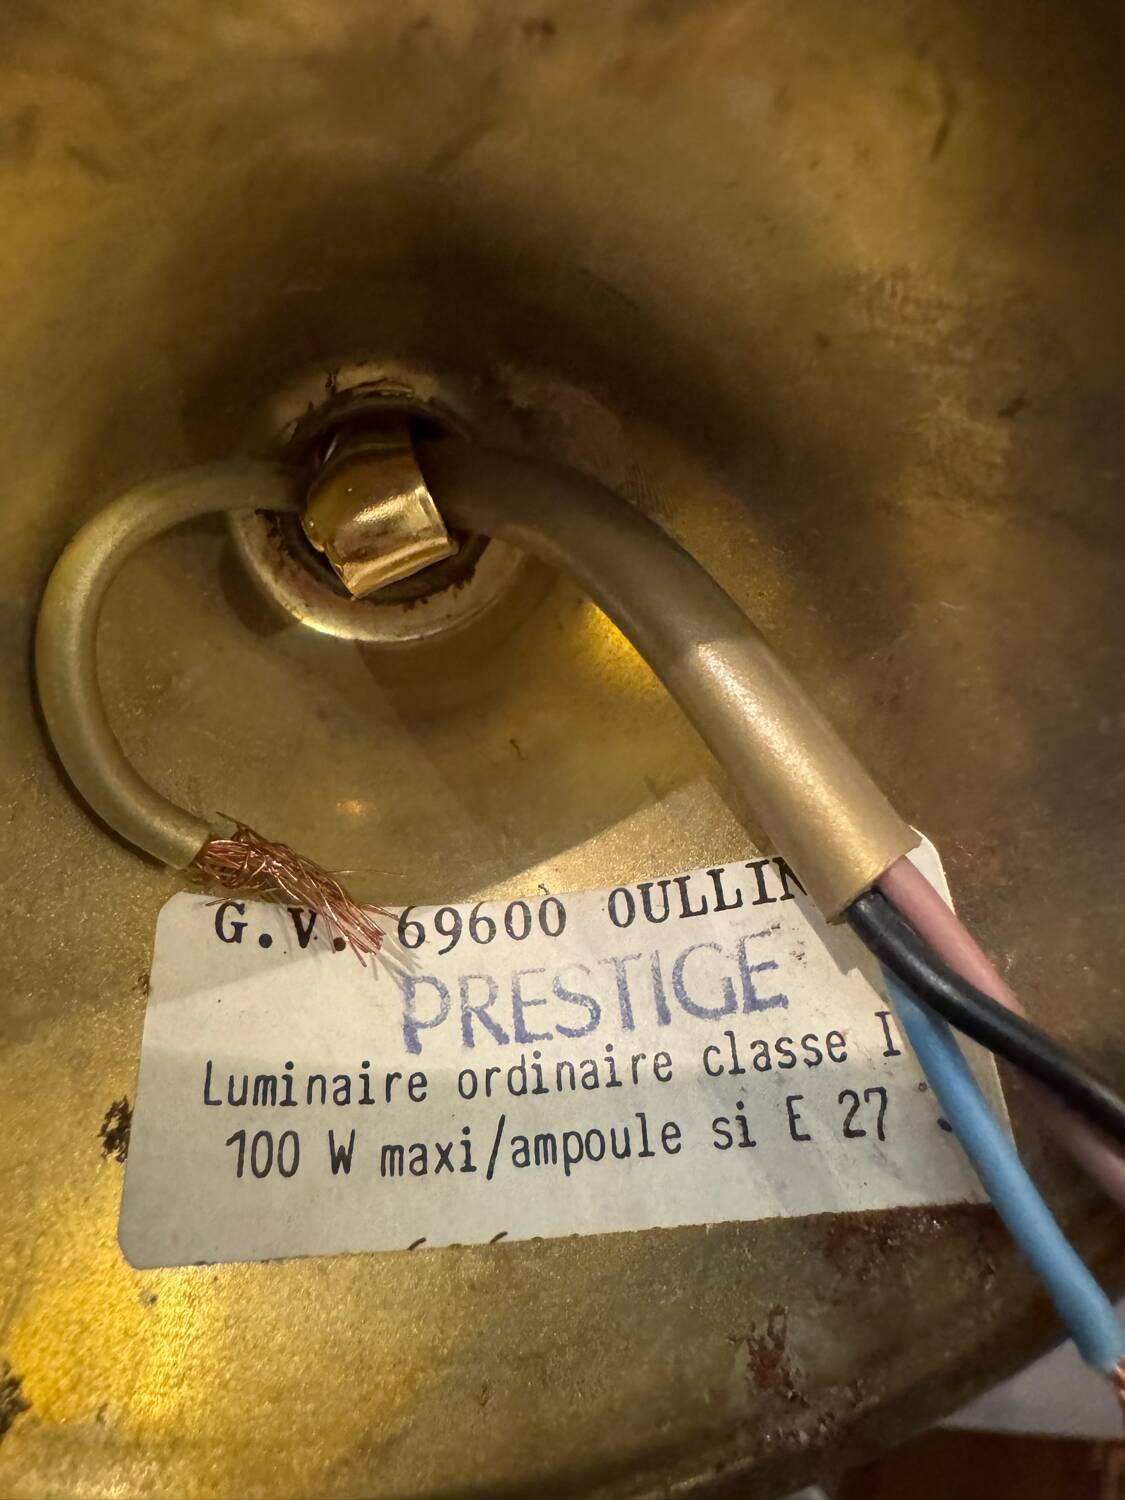 G.V. 69600 OULLIN
PRESTIGE
Luminaire ordinaire classe I
100 W maxi/ampoule si E 27